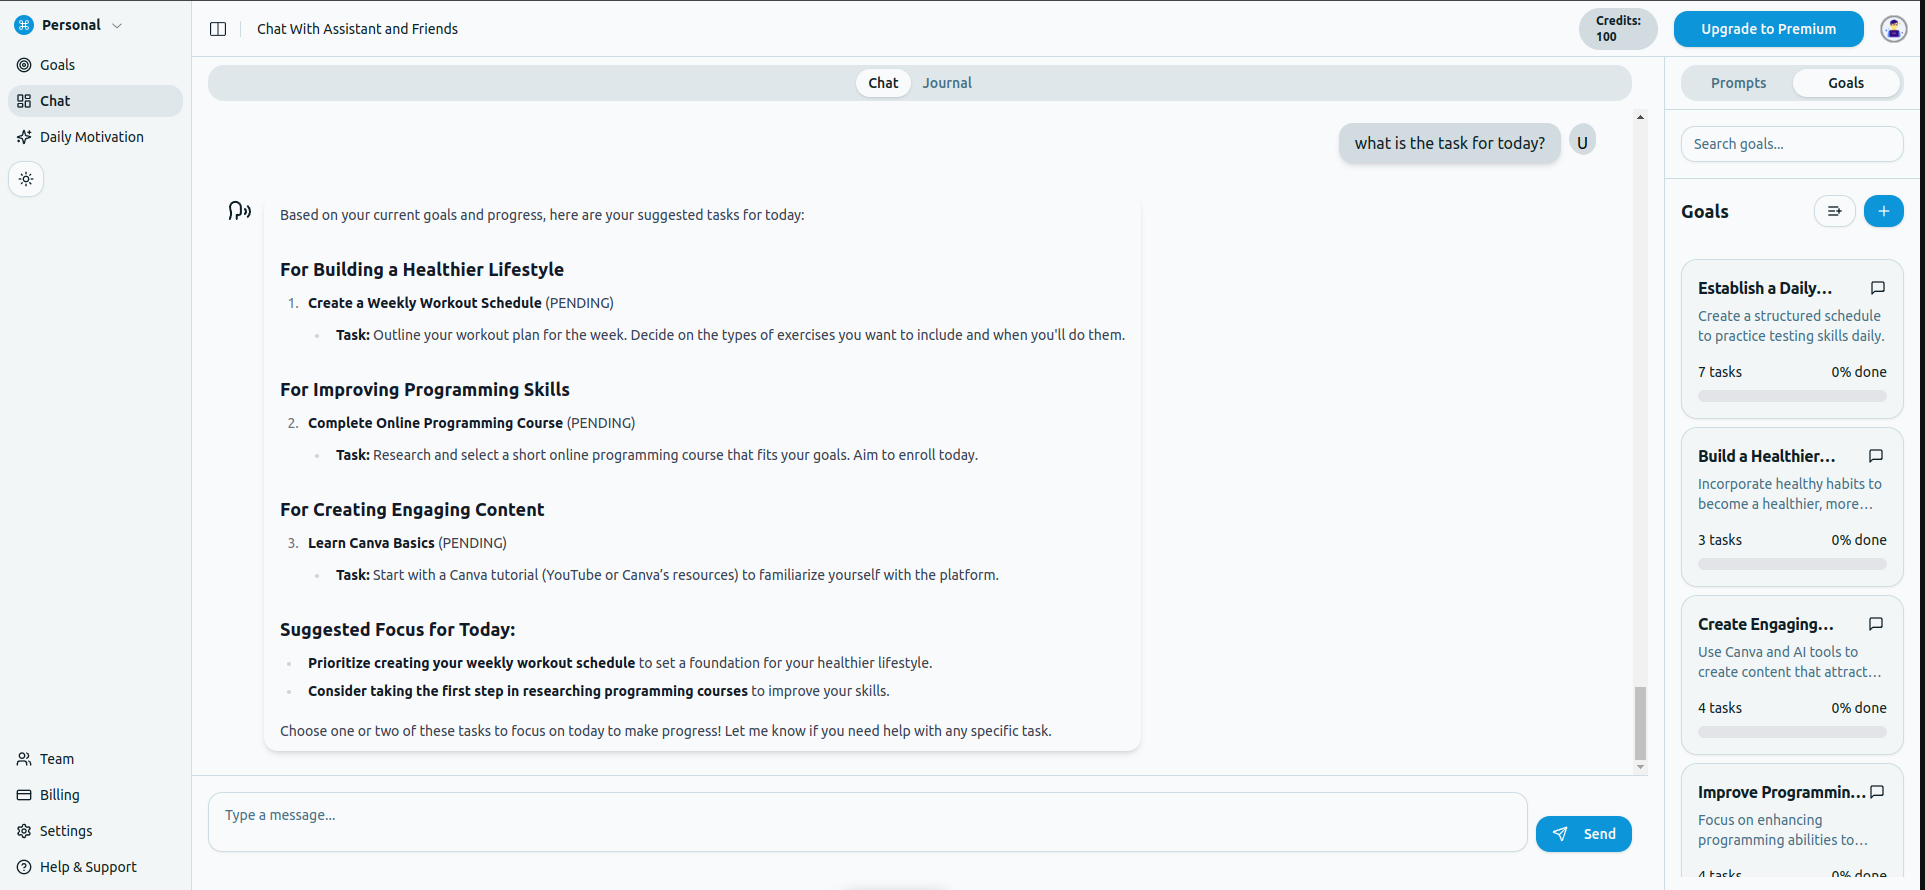 Personal
Goals
Chat
Daily Motivation
Team
Billing
Settings
Help & Support
Chat With Assistant and Friends
Credits:
100
Upgrade to Premium
Chat
Journal
what is the task for today?
U
Based on your current goals and progress, here are your suggested tasks for today:
For Building a Healthier Lifestyle
1. Create a Weekly Workout Schedule (PENDING)
Task: Outline your workout plan for the week. Decide on the types of exercises you want to include and when you'll do them.
For Improving Programming Skills
2. Complete Online Programming Course (PENDING)
Task: Research and select a short online programming course that fits your goals. Aim to enroll today.
For Creating Engaging Content
3. Learn Canva Basics (PENDING)
Task: Start with a Canva tutorial (YouTube or Canva’s resources) to familiarize yourself with the platform.
Suggested Focus for Today:
Prioritize creating your weekly workout schedule to set a foundation for your healthier lifestyle.
Consider taking the first step in researching programming courses to improve your skills.
Choose one or two of these tasks to focus on today to make progress! Let me know if you need help with any specific task.
Type a message...
Send
Prompts
Goals
Search goals...
Goals
Establish a Daily...
Create a structured schedule
to practice testing skills daily.
7 tasks 0% done
Build a Healthier...
Incorporate healthy habits to
become a healthier, more...
3 tasks 0% done
Create Engaging...
Use Canva and AI tools to
create content that attract...
4 tasks 0% done
Improve Programmin...
Focus on enhancing
programming abilities to...
4 tasks 0% done